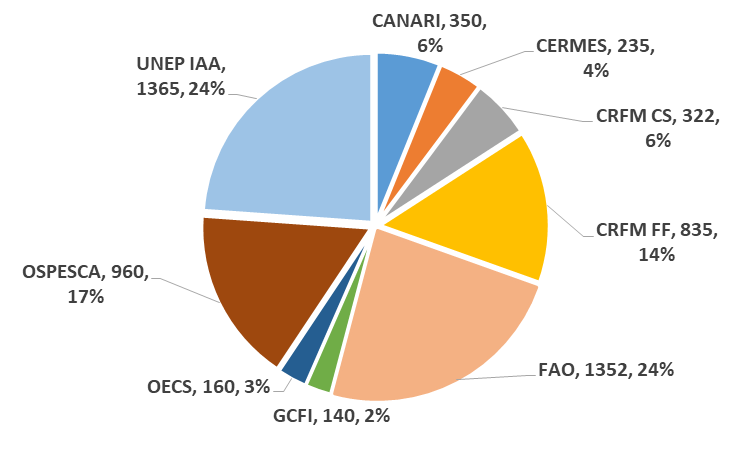 CANARI, 350,
6%
CERMES, 235,
4%
CRFM CS, 322,
6%
CRFM FF, 835,
14%
FAO, 1352, 24%
GCFI, 140, 2%
OECS, 160, 3%
OSPESCA, 960,
17%
UNEP IAA,
1365, 24%